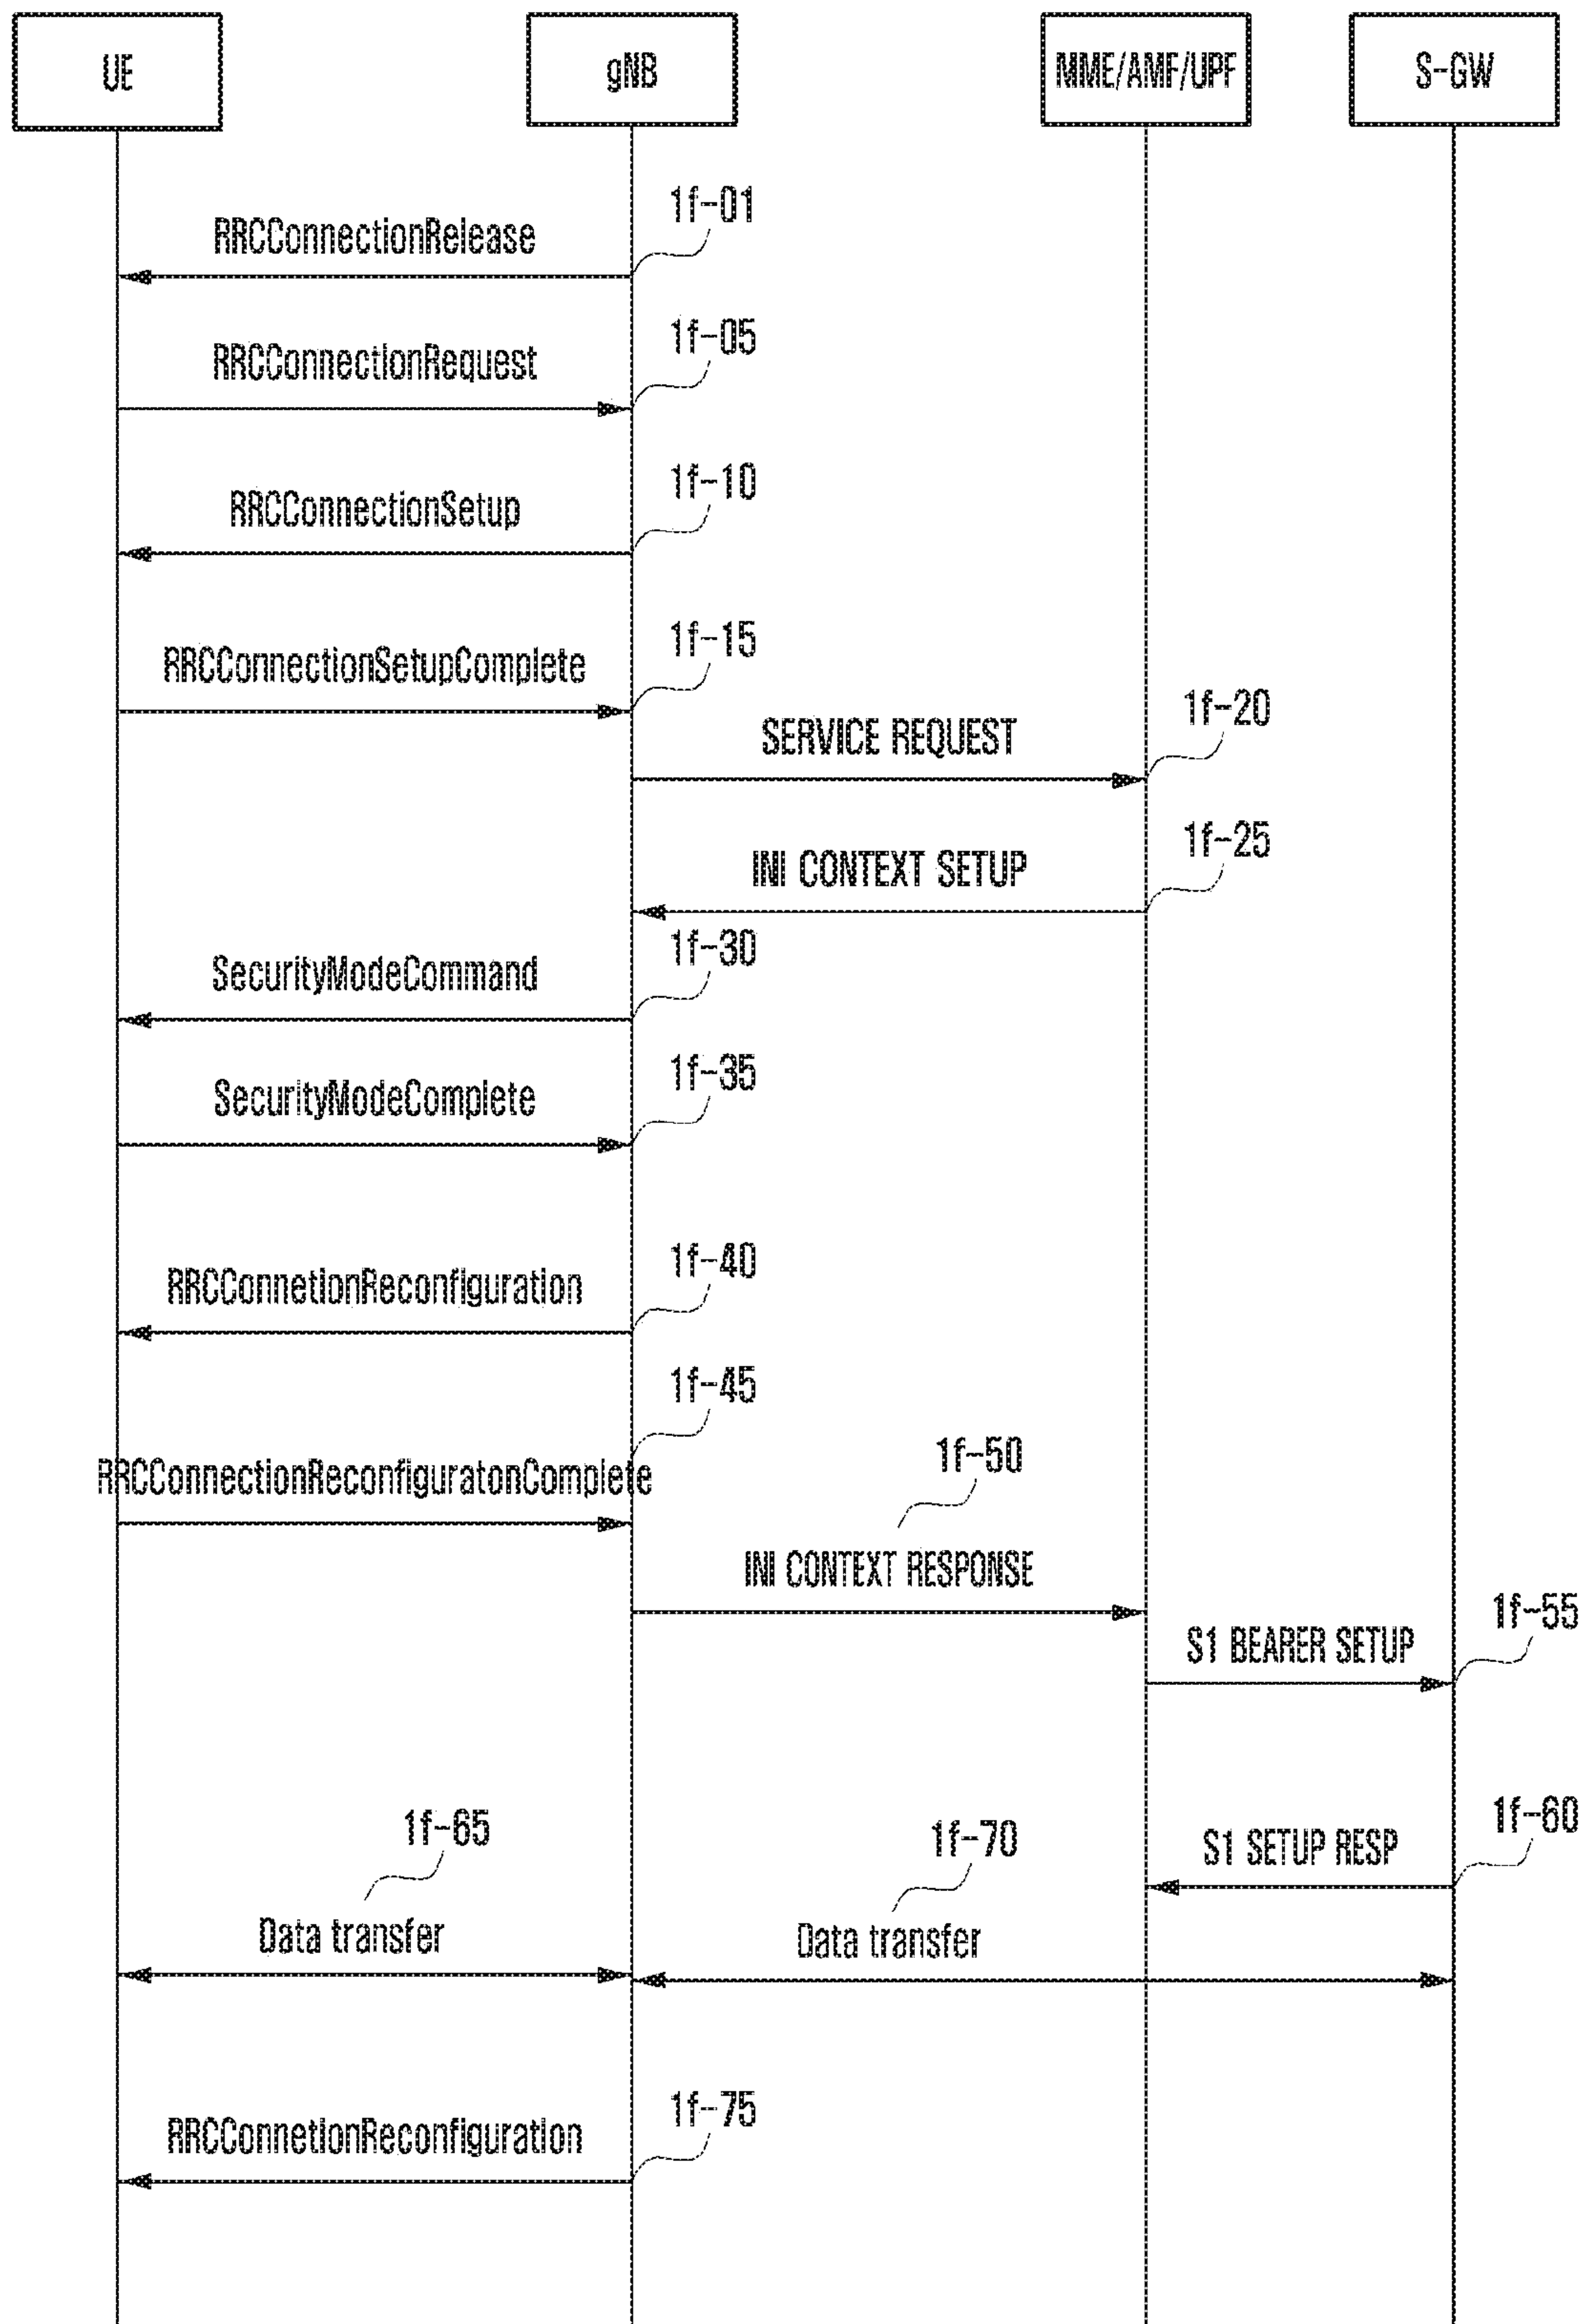 UE
gNB
MME/AMF/UPF
S-GW
1f-01
RRCConnectionRelease
1f-05
RRCConnectionRequest
1f-10
RRCConnectionSetup
1f-15
RRCConnectionSetupComplete
1f-20
SERVICE REQUEST
1f-25
INI CONTEXT SETUP
1f-30
SecurityModeCommand
1f-35
SecurityModeComplete
1f-40
RRCConnetionReconfiguration
1f-45
RRCConnectionReconfiguratonComplete
1f-50
INI CONTEXT RESPONSE
1f-55
S1 BEARER SETUP
1f-60
S1 SETUP RESP
1f-65
Data transfer
1f-70
Data transfer
1f-75
RRCConnetionReconfiguration